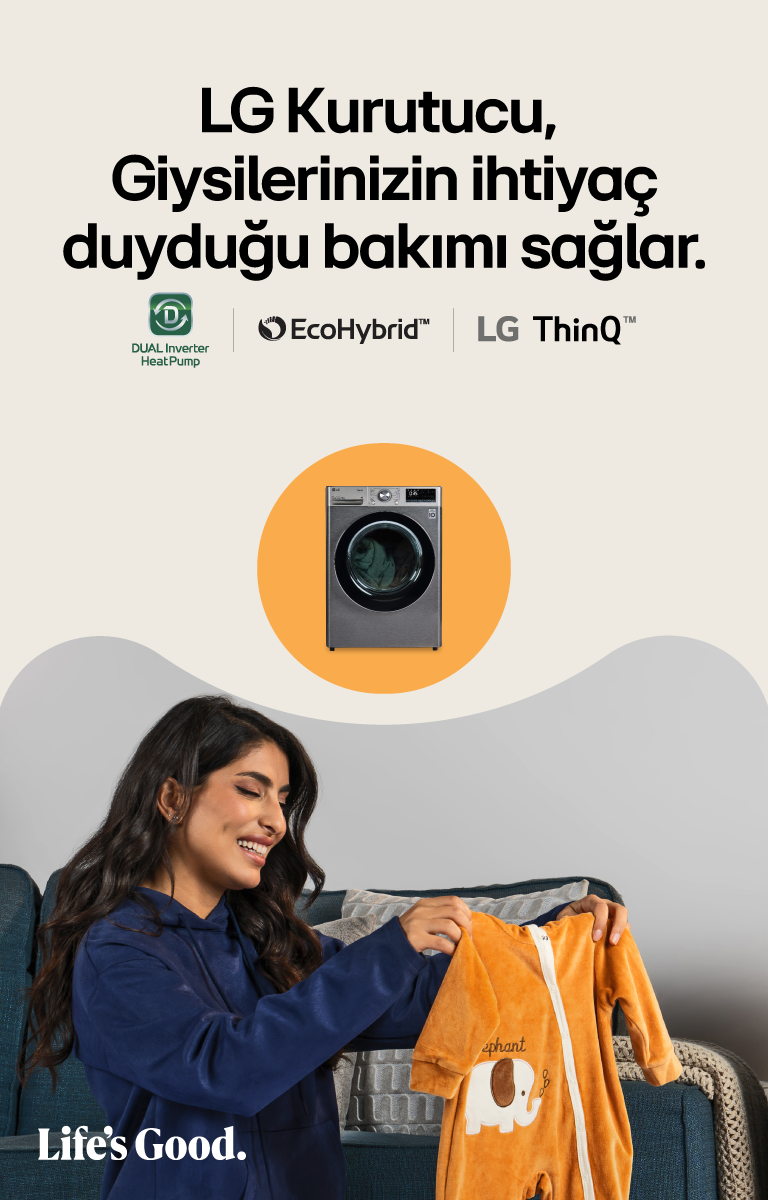 LG Kurutucu,
Giysilerinizin ihtiyaç
duyduğu bakımı sağlar.
DUAL Inverter
Heat Pump
EcoHybrid™
LG ThinQ™
ephant
Life's Good.